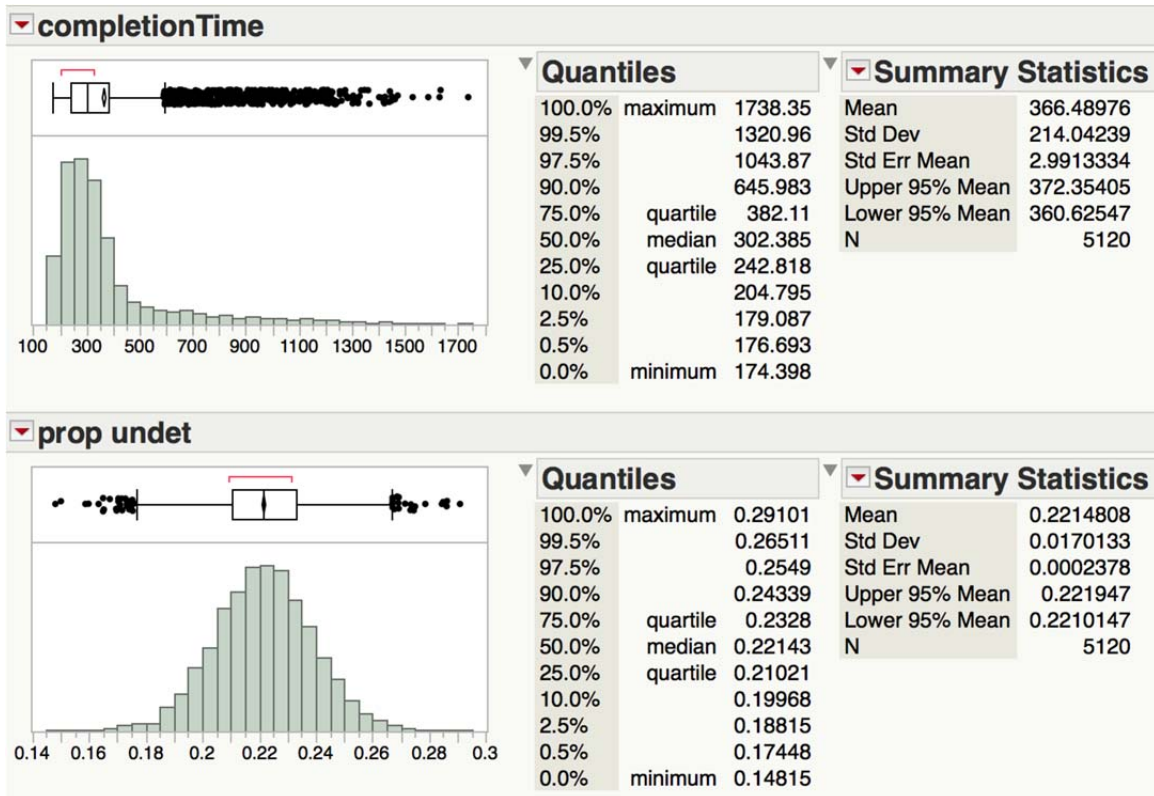 completionTime
100 300 500 700 900 1100 1300 1500 1700
Quantiles
100.0% maximum 1738.35
99.5% 1320.96
97.5% 1043.87
90.0% 645.983
75.0% quartile 382.11
50.0% median 302.385
25.0% quartile 242.818
10.0% 204.795
2.5% 179.087
0.5% 176.693
0.0% minimum 174.398
Summary Statistics
Mean 366.48976
Std Dev 214.04239
Std Err Mean 2.9913334
Upper 95% Mean 372.35405
Lower 95% Mean 360.62547
N 5120
prop undet
0.14 0.16 0.18 0.2 0.22 0.24 0.26 0.28 0.3
Quantiles
100.0% maximum 0.29101
99.5% 0.26511
97.5% 0.2549
90.0% 0.24339
75.0% quartile 0.2328
50.0% median 0.22143
25.0% quartile 0.21021
10.0% 0.19968
2.5% 0.18815
0.5% 0.17448
0.0% minimum 0.14815
Summary Statistics
Mean 0.2214808
Std Dev 0.0170133
Std Err Mean 0.0002378
Upper 95% Mean 0.221947
Lower 95% Mean 0.2210147
N 5120